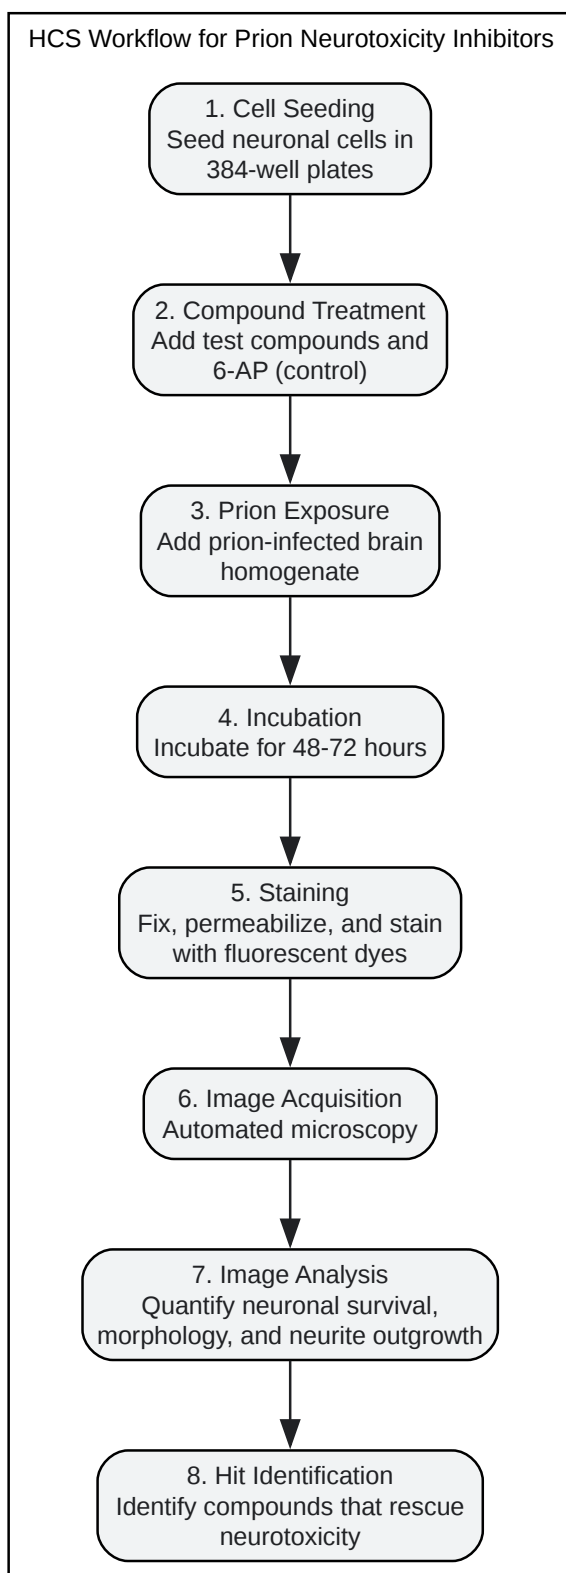 HCS Workflow for Prion Neurotoxicity Inhibitors
1. Cell Seeding
Seed neuronal cells in
384-well plates
2. Compound Treatment
Add test compounds and
6-AP (control)
3. Prion Exposure
Add prion-infected brain
homogenate
4. Incubation
Incubate for 48-72 hours
5. Staining
Fix, permeabilize, and stain
with fluorescent dyes
6. Image Acquisition
Automated microscopy
7. Image Analysis
Quantify neuronal survival,
morphology, and neurite outgrowth
8. Hit Identification
Identify compounds that rescue
neurotoxicity